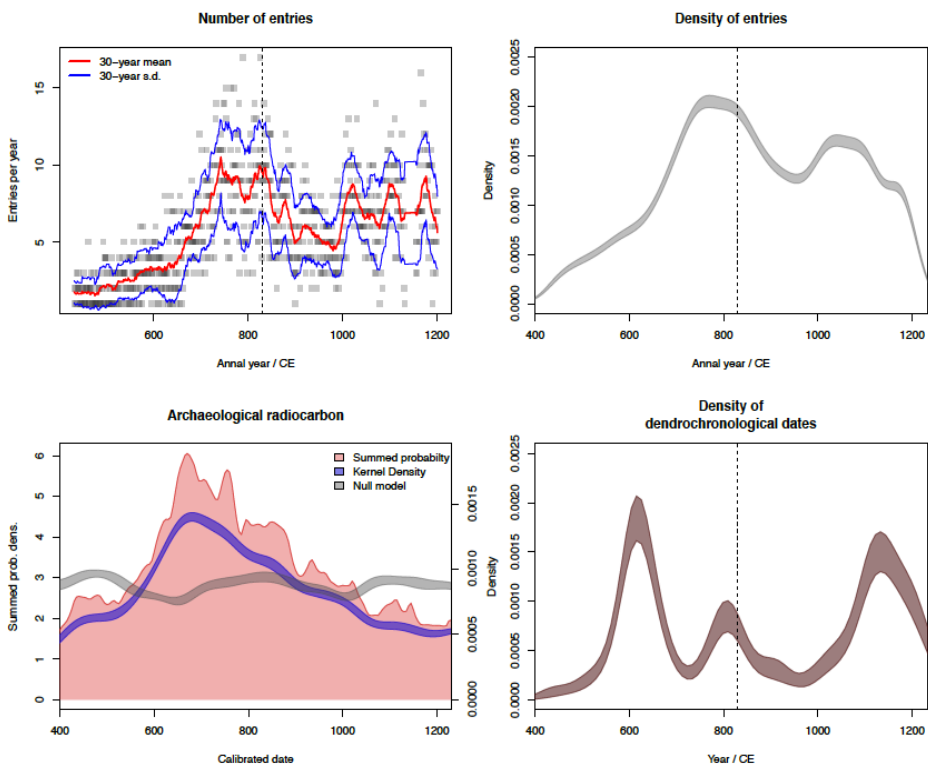 Number of entries
30-year mean
30-year s.d.
Entries per year
15
10
5
600
800
1000
1200
Annal year / CE
Density of entries
Density
0.0025
0.0020
0.0015
0.0010
0.0005
0.0000
400
600
800
1000
1200
Annal year / CE
Archaeological radiocarbon
Summed probabilty
Kernel Density
Null model
Summed prob. dens.
6
5
4
3
2
1
0
0.0015
0.0010
0.0005
0.0000
400
600
800
1000
1200
Calibrated date
Density of
dendrochronological dates
Density
0.0025
0.0020
0.0015
0.0010
0.0005
0.0000
400
600
800
1000
1200
Year / CE